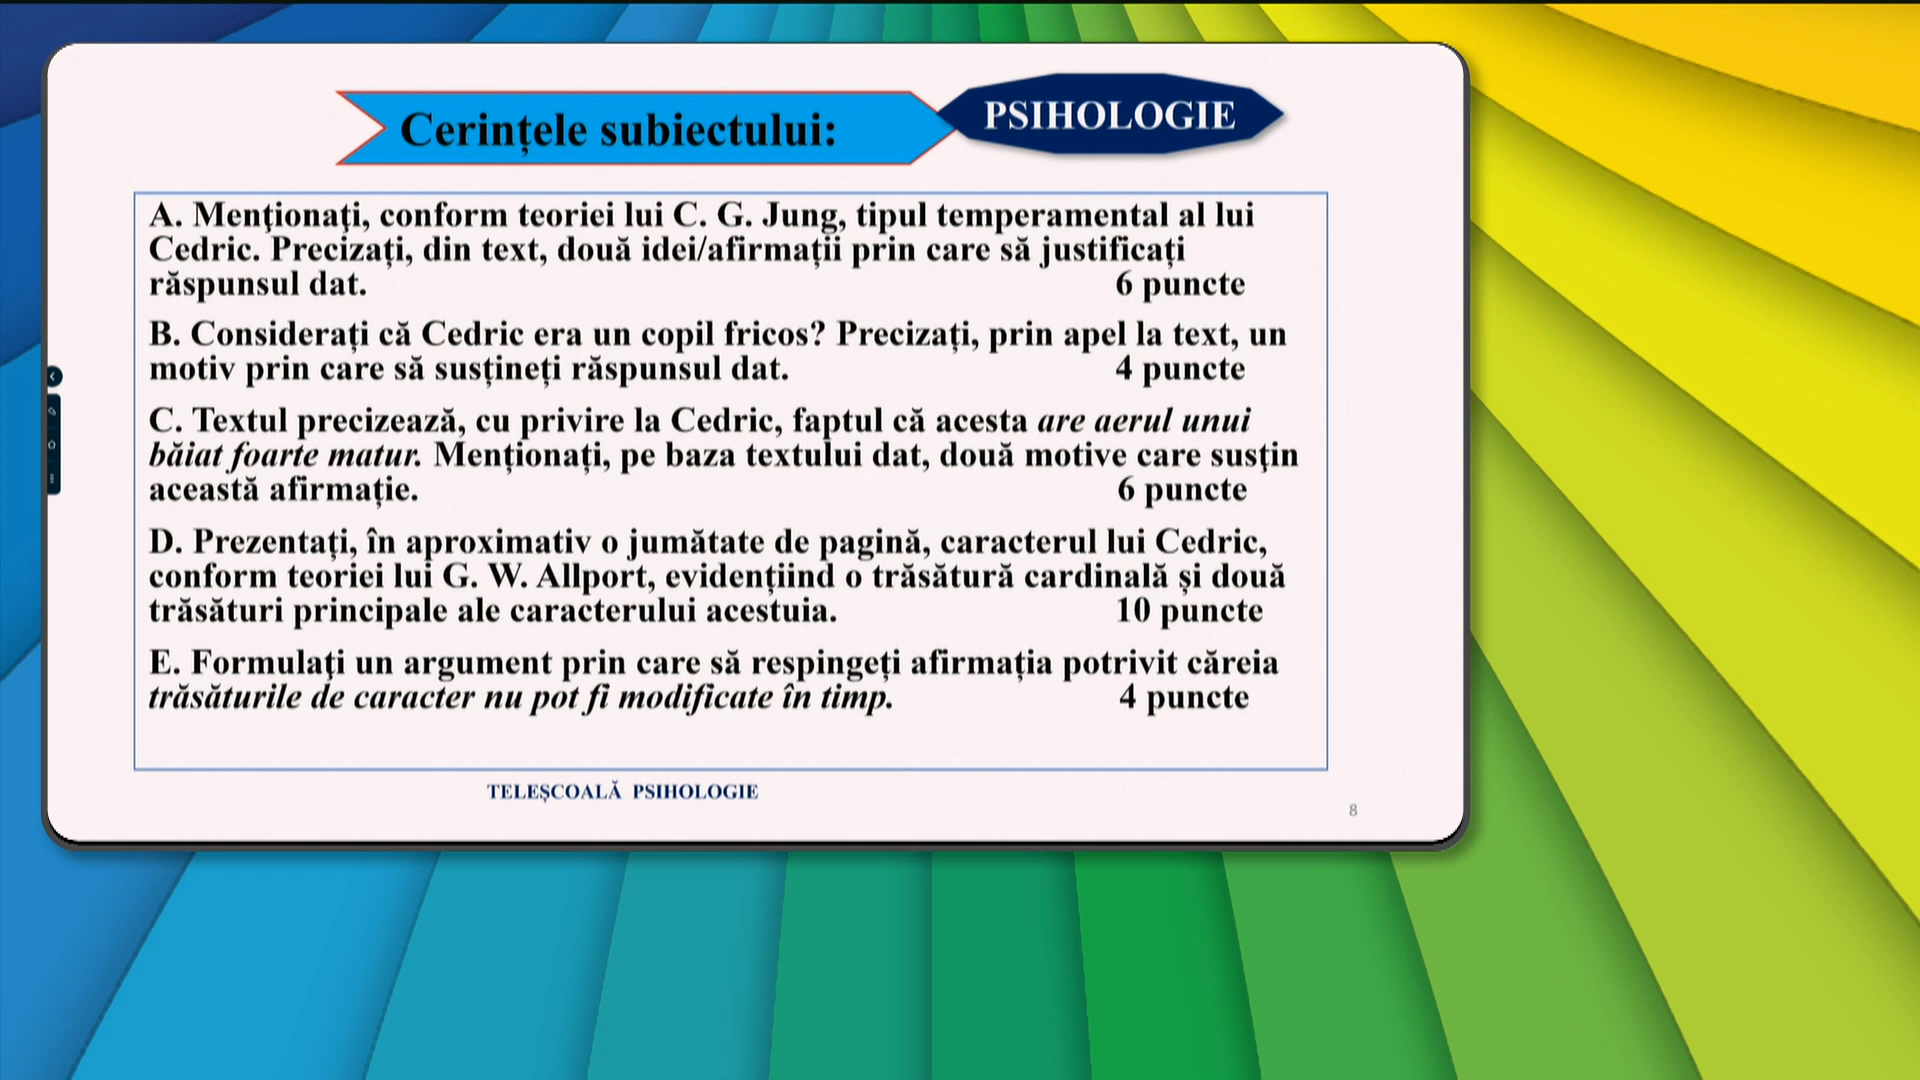 Cerințele subiectului:
PSIHOLOGIE
A. Menţionaţi, conform teoriei lui C. G. Jung, tipul temperamental al lui
Cedric. Precizați, din text, două idei/afirmații prin care să justificați
răspunsul dat. 6 puncte
B. Considerați că Cedric era un copil fricos? Precizați, prin apel la text, un
motiv prin care să susțineți răspunsul dat. 4 puncte
C. Textul precizează, cu privire la Cedric, faptul că acesta are aerul unui
băiat foarte matur. Menționați, pe baza textului dat, două motive care susţin
această afirmație. 6 puncte
D. Prezentați, în aproximativ o jumătate de pagină, caracterul lui Cedric,
conform teoriei lui G. W. Allport, evidențiind o trăsătură cardinală și două
trăsături principale ale caracterului acestuia. 10 puncte
E. Formulaţi un argument prin care să respingeți afirmația potrivit căreia
trăsăturile de caracter nu pot fi modificate în timp. 4 puncte
TELEȘCOALĂ PSIHOLOGIE
8